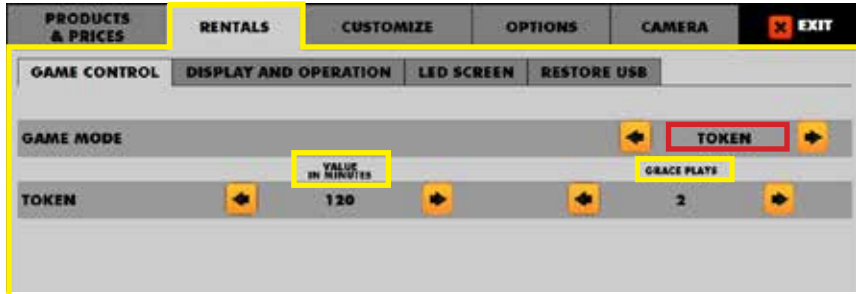 PRODUCTS
& PRICES
RENTALS
CUSTOMIZE
OPTIONS
CAMERA
EXIT
GAME CONTROL
DISPLAY AND OPERATION
LED SCREEN
RESTORE USB
GAME MODE
TOKEN
VALUE
IN MINUTES
GRACE PLAYS
TOKEN
120
2